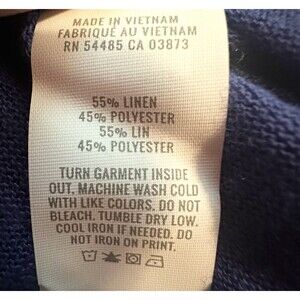 MADE IN VIETNAM
FABRIQUÉ AU VIETNAM
RN 54485 CA 03873
55% LINEN
45% POLYESTER
55% LIN
45% POLYESTER
TURN GARMENT INSIDE
OUT. MACHINE WASH COLD
WITH LIKE COLORS. DO NOT
BLEACH. TUMBLE DRY LOW.
COOL IRON IF NEEDED. DO
NOT IRON ON PRINT.